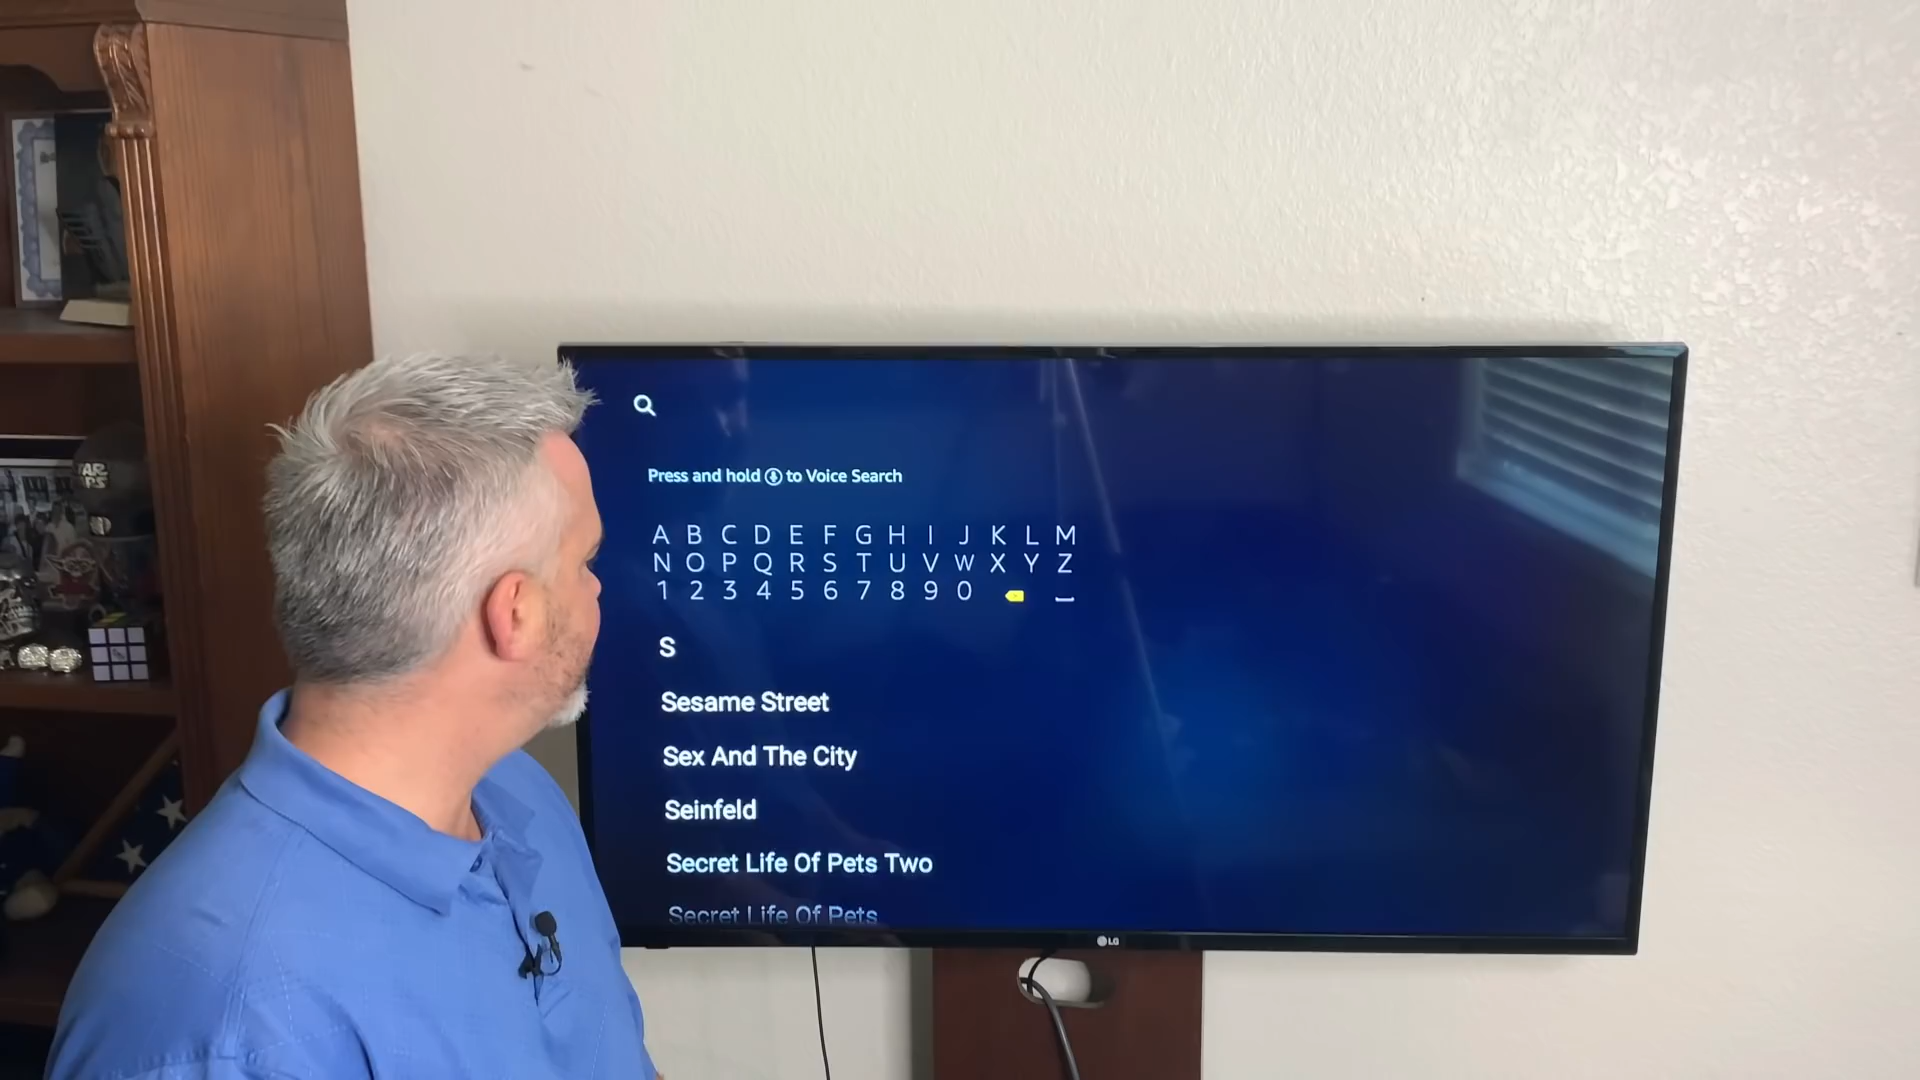 Press and hold to Voice Search
A B C D E F G H I J K L M
N O P Q R S T U V W X Y Z
1 2 3 4 5 6 7 8 9 0
S
Sesame Street
Sex And The City
Seinfeld
Secret Life Of Pets Two
Secret Life Of Pets
LG